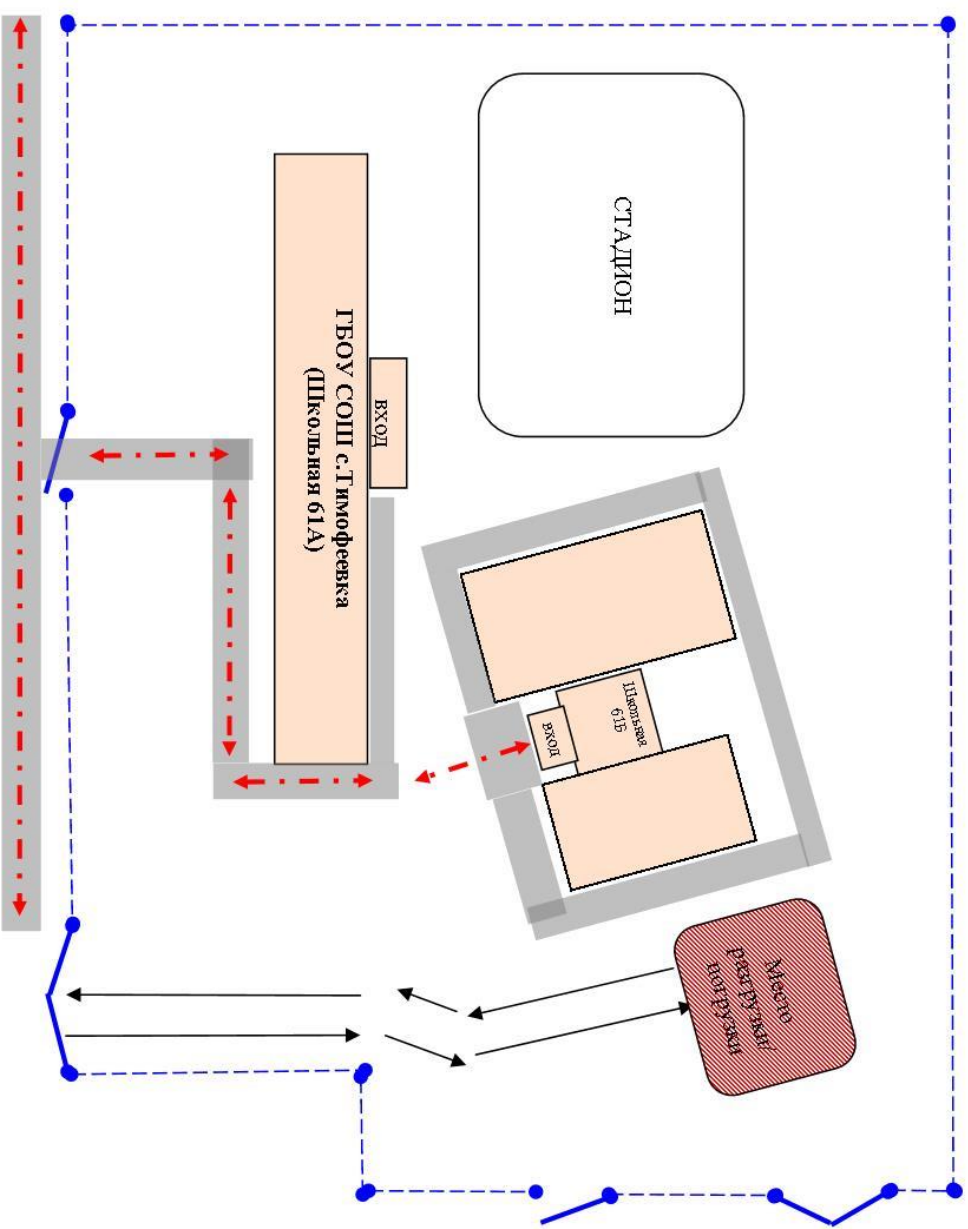 СТАДИОН
вход
ГБОУ СОШ с.Тимофеевка
(Школьная 61А)
Школьная
61Б
вход
Место
разгрузки/
погрузки